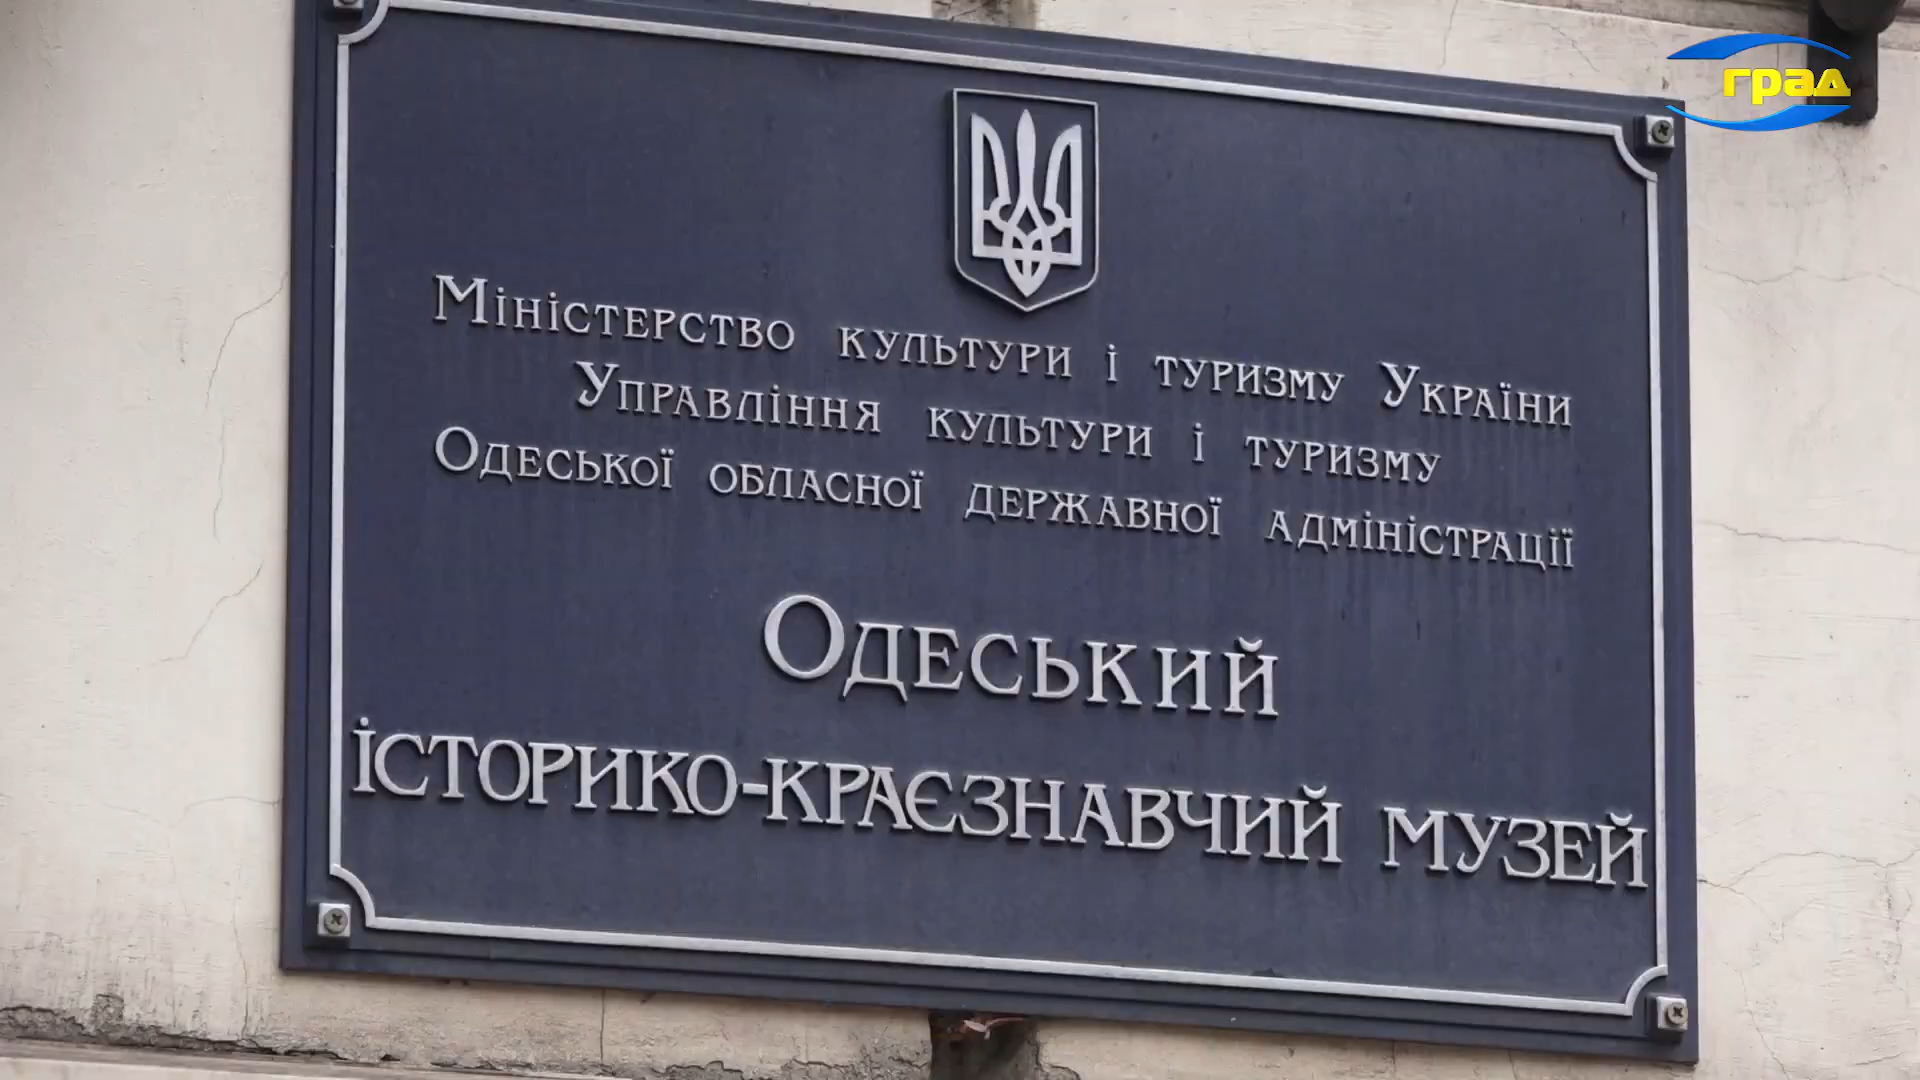 град
Міністерство культури і туризму України
Управління культури і туризму
Одеської обласної державної адміністрації
Одеський
історико-краєзнавчий музей